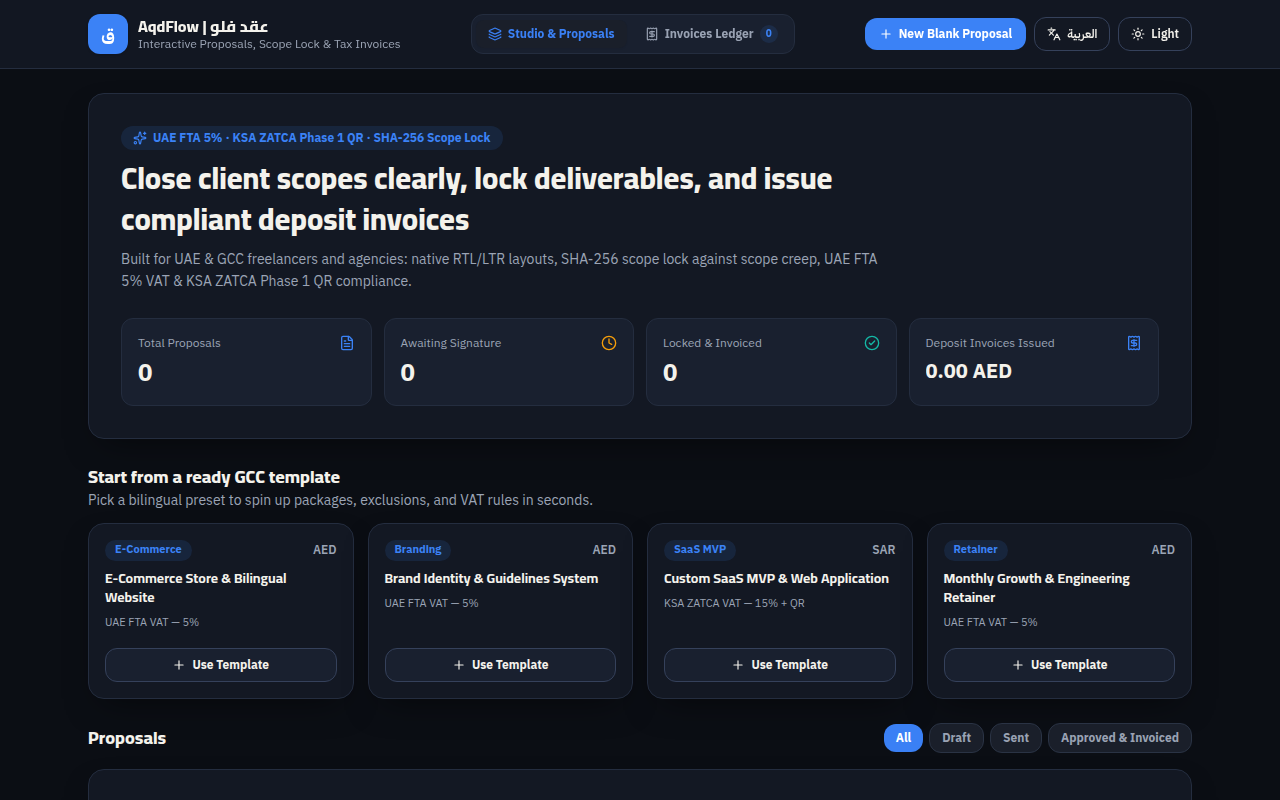 ق
AqdFlow | عقد فلو
Interactive Proposals, Scope Lock & Tax Invoices
Studio & Proposals
Invoices Ledger 0
New Blank Proposal
العربية
Light
UAE FTA 5% · KSA ZATCA Phase 1 QR · SHA-256 Scope Lock
Close client scopes clearly, lock deliverables, and issue
compliant deposit invoices
Built for UAE & GCC freelancers and agencies: native RTL/LTR layouts, SHA-256 scope lock against scope creep, UAE FTA
5% VAT & KSA ZATCA Phase 1 QR compliance.
Total Proposals
0
Awaiting Signature
0
Locked & Invoiced
0
Deposit Invoices Issued
0.00 AED
Start from a ready GCC template
Pick a bilingual preset to spin up packages, exclusions, and VAT rules in seconds.
E-Commerce AED
E-Commerce Store & Bilingual
Website
UAE FTA VAT — 5%
Use Template
Branding AED
Brand Identity & Guidelines System
UAE FTA VAT — 5%
Use Template
SaaS MVP SAR
Custom SaaS MVP & Web Application
KSA ZATCA VAT — 15% + QR
Use Template
Retainer AED
Monthly Growth & Engineering
Retainer
UAE FTA VAT — 5%
Use Template
Proposals
All
Draft
Sent
Approved & Invoiced